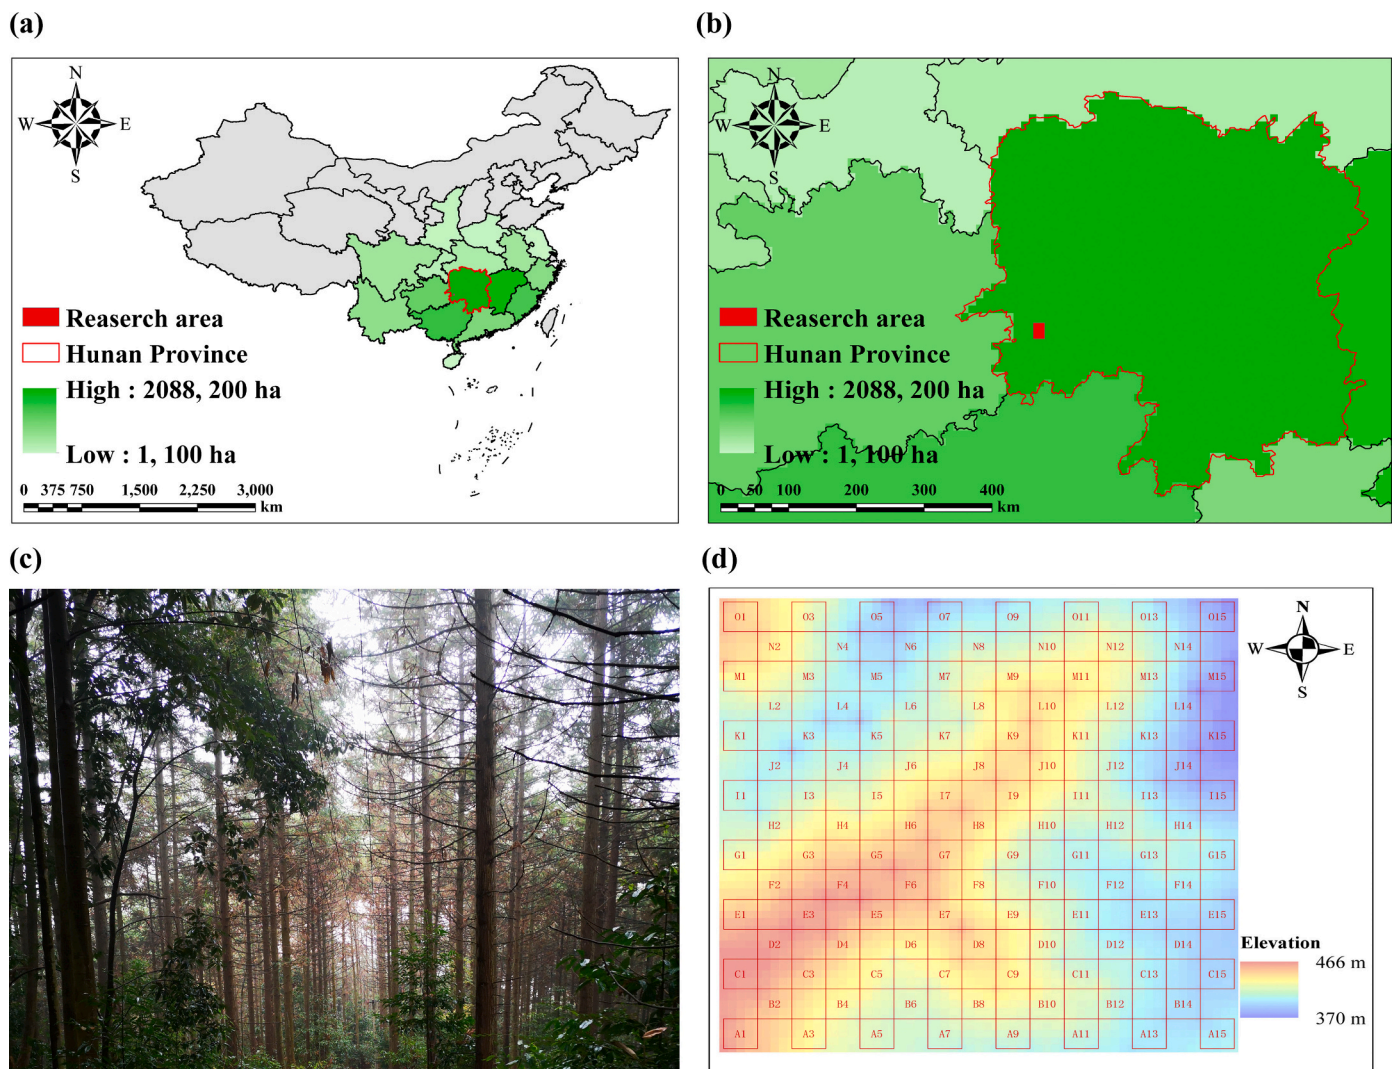 (a)
N
W E
S
Reaserch area
Hunan Province
High : 2088, 200 ha
Low : 1, 100 ha
0 375 750 1,500 2,250 3,000
km
(b)
N
W E
S
Reaserch area
Hunan Province
High : 2088, 200 ha
Low : 1, 100 ha
0 50 100 200 300 400
km
(c)
(d)
O1 O3 O5 O7 O9 O11 O13 O15
N2 N4 N6 N8 N10 N12 N14
M1 M3 M5 M7 M9 M11 M13 M15
L2 L4 L6 L8 L10 L12 L14
K1 K3 K5 K7 K9 K11 K13 K15
J2 J4 J6 J8 J10 J12 J14
I1 I3 I5 I7 I9 I11 I13 I15
H2 H4 H6 H8 H10 H12 H14
G1 G3 G5 G7 G9 G11 G13 G15
F2 F4 F6 F8 F10 F12 F14
E1 E3 E5 E7 E9 E11 E13 E15
D2 D4 D6 D8 D10 D12 D14
C1 C3 C5 C7 C9 C11 C13 C15
B2 B4 B6 B8 B10 B12 B14
A1 A3 A5 A7 A9 A11 A13 A15
N
W E
S
Elevation
466 m
370 m